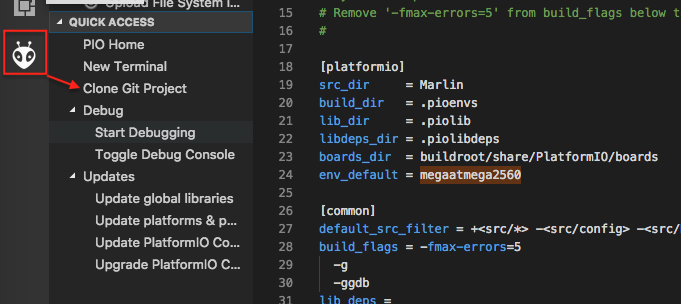 Upload File System I...
QUICK ACCESS
PIO Home
New Terminal
Clone Git Project
Debug
Start Debugging
Toggle Debug Console
Updates
Update global libraries
Update platforms & p...
Update PlatformIO Co...
Upgrade PlatformIO C...
15 # Remove '-fmax-errors=5' from build_flags below t
16 #
17
18 [platformio]
19 src_dir = Marlin
20 build_dir = .pioenvs
21 lib_dir = .piolib
22 libdeps_dir = .piolibdeps
23 boards_dir = buildroot/share/PlatformIO/boards
24 env_default = megaatmega2560
25
26 [common]
27 default_src_filter = +<src/*> -<src/config> -<src/
28 build_flags = -fmax-errors=5
29 -g
30 -ggdb
31 lib_deps =